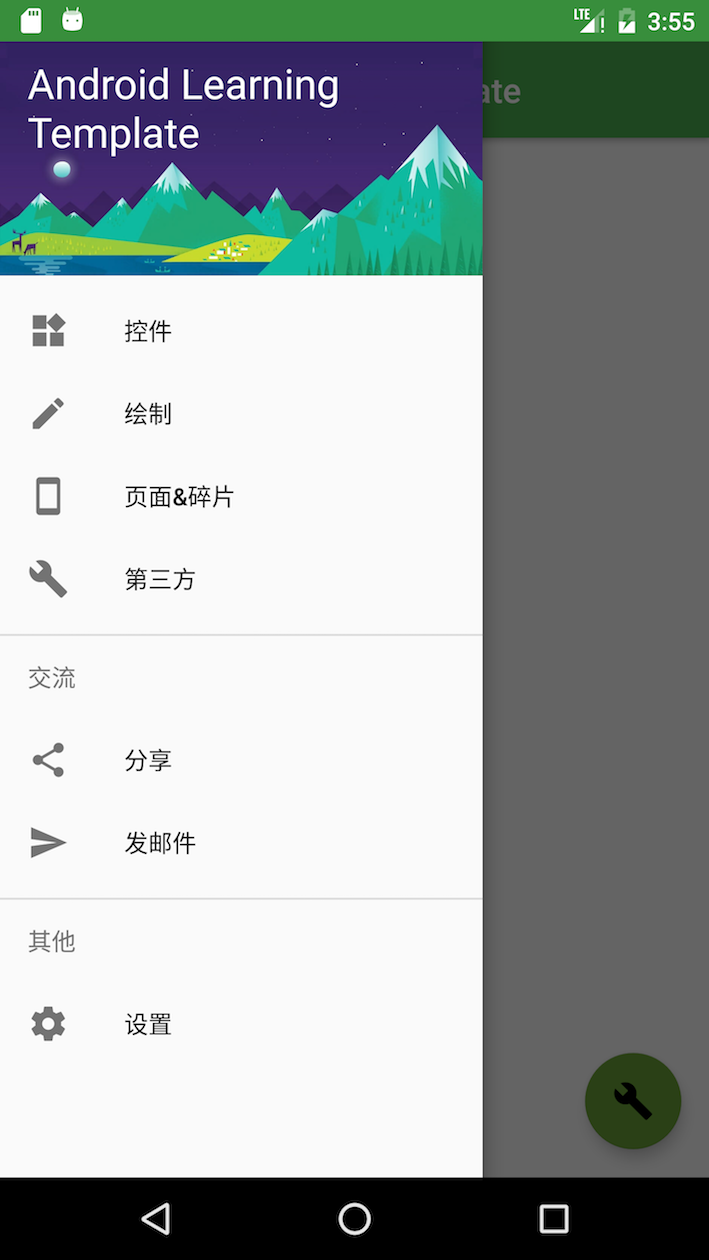 LTE 3:55
Android Learning
Template
ate
控件
绘制
页面&碎片
第三方
交流
分享
发邮件
其他
设置